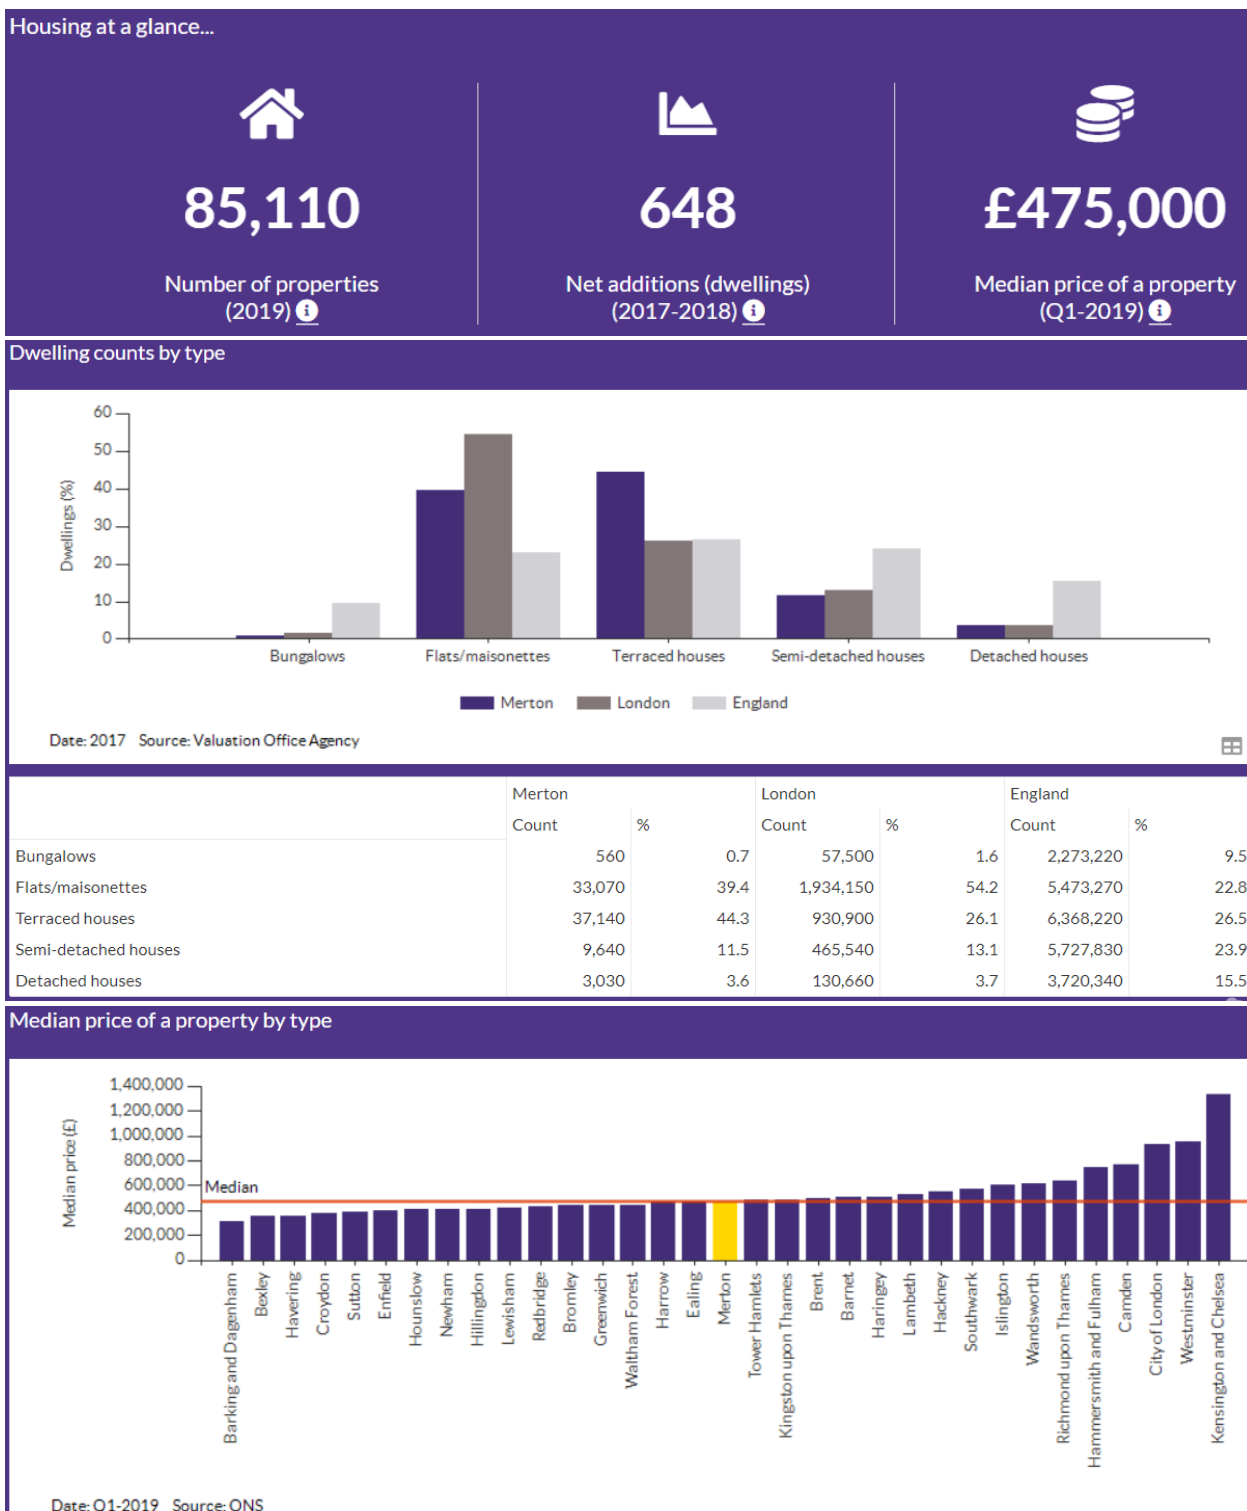 Housing at a glance...
85,110
648
£475,000
Number of properties
(2019)
Net additions (dwellings)
(2017-2018)
Median price of a property
(Q1-2019)
Dwelling counts by type
60
50
40
30
20
10
0
Dwellings (%)
Bungalows Flats/maisonettes Terraced houses Semi-detached houses Detached houses
Merton London England
Date: 2017 Source: Valuation Office Agency
Merton London England
Count % Count % Count %
Bungalows 560 0.7 57,500 1.6 2,273,220 9.5
Flats/maisonettes 33,070 39.4 1,934,150 54.2 5,473,270 22.8
Terraced houses 37,140 44.3 930,900 26.1 6,368,220 26.5
Semi-detached houses 9,640 11.5 465,540 13.1 5,727,830 23.9
Detached houses 3,030 3.6 130,660 3.7 3,720,340 15.5
Median price of a property by type
1,400,000
1,200,000
1,000,000
800,000
600,000
400,000
200,000
0
Median price (£)
Median
Barking and Dagenham
Bexley
Havering
Croydon
Sutton
Enfield
Hounslow
Newham
Hillingdon
Lewisham
Redbridge
Bromley
Greenwich
Waltham Forest
Harrow
Ealing
Merton
Tower Hamlets
Kingston upon Thames
Brent
Barnet
Haringey
Lambeth
Hackney
Southwark
Islington
Wandsworth
Richmond upon Thames
Hammersmith and Fulham
Camden
City of London
Westminster
Kensington and Chelsea
Date: Q1-2019 Source: ONS